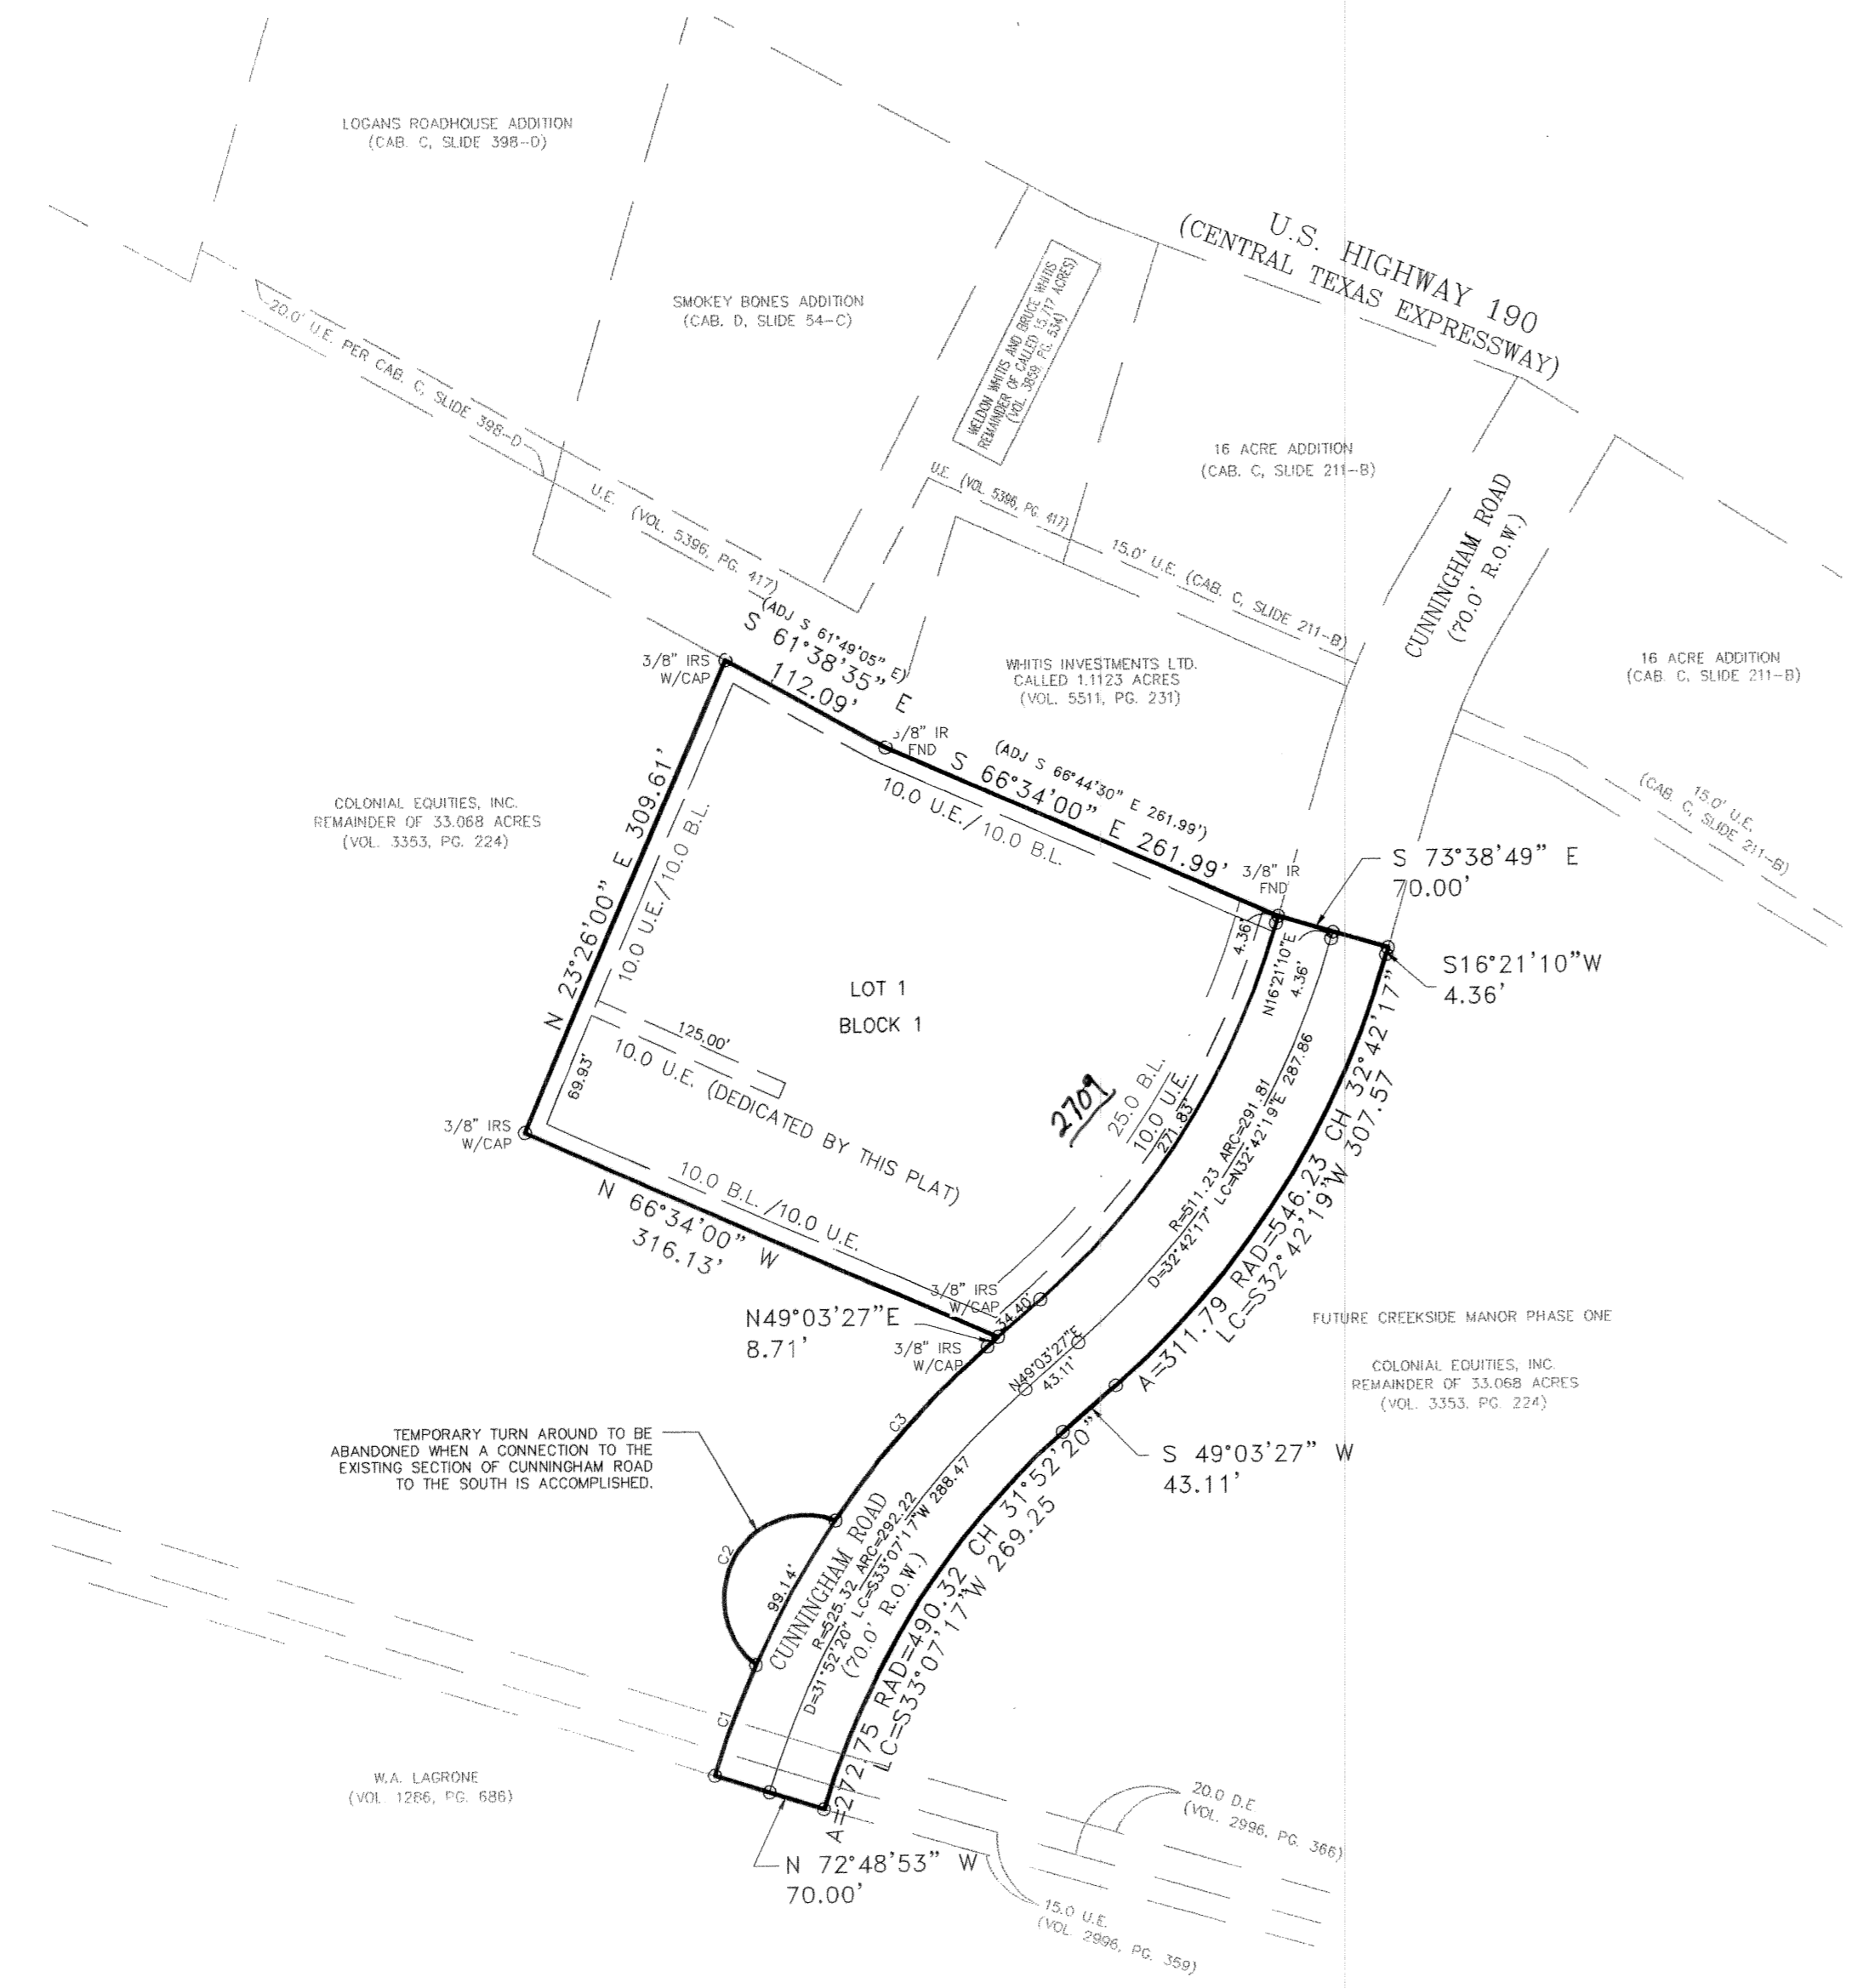 LOGANS ROADHOUSE ADDITION
(CAB. C, SLIDE 398-D)
U.S. HIGHWAY 190
(CENTRAL TEXAS EXPRESSWAY)
20.0' U.E. PER CAB. C, SLIDE 398-D
SMOKEY BONES ADDITION
(CAB. D, SLIDE 54-C)
WELDON WHITIS AND BRUCE WHITIS
REMAINDER OF CALLED 15.717 ACRES)
(VOL. 3859, PG. 534)
16 ACRE ADDITION
(CAB. C, SLIDE 211-B)
U.E. (VOL. 5396, PG. 417)
U.E. (VOL. 5396, PG. 417)
15.0' U.E. (CAB. C, SLIDE 211-B)
CUNNINGHAM ROAD
(70.0' R.O.W.)
16 ACRE ADDITION
(CAB. C, SLIDE 211-B)
15.0' U.E.
(CAB. C, SLIDE 211-B)
WHITIS INVESTMENTS LTD.
CALLED 1.1123 ACRES
(VOL. 5511, PG. 231)
(ADJ S 61°49'05" E)
S 61°38'35" E
112.09'
3/8" IRS
W/CAP
3/8" IR
FND
(ADJ S 66°44'30" E 261.99')
S 66°34'00" E 261.99'
10.0 U.E./10.0 B.L.
3/8" IR
FND
S 73°38'49" E
70.00'
COLONIAL EQUITIES, INC.
REMAINDER OF 33.068 ACRES
(VOL. 3353, PG. 224)
N 23°26'00" E 309.61'
10.0 U.E./10.0 B.L.
4.36'
N16°21'10"E
4.36'
S16°21'10"W
4.36'
LOT 1
BLOCK 1
125.00'
10.0 U.E. (DEDICATED BY THIS PLAT)
69.93'
2709
25.0 B.L.
10.0 U.E.
271.83'
R=511.23 ARC=291.81
D=32°42'17" LC=N32°42'19"E 287.86
A=311.79 RAD=546.23 CH 32°42'17"
LC=S32°42'19"W 307.57
3/8" IRS
W/CAP
10.0 B.L./10.0 U.E.
N 66°34'00" W
316.13'
3/8" IRS
W/CAP
34.40'
N49°03'27"E
8.71'
3/8" IRS
W/CAP
N49°03'27"E
43.11'
FUTURE CREEKSIDE MANOR PHASE ONE
COLONIAL EQUITIES, INC.
REMAINDER OF 33.068 ACRES
(VOL. 3353, PG. 224)
S 49°03'27" W
43.11'
TEMPORARY TURN AROUND TO BE
ABANDONED WHEN A CONNECTION TO THE
EXISTING SECTION OF CUNNINGHAM ROAD
TO THE SOUTH IS ACCOMPLISHED.
C3
C2
99.14'
C1
CUNNINGHAM ROAD
R=525.32 ARC=292.22
D=31°52'20" LC=S33°07'17"W 288.47
(70.0' R.O.W.)
A=272.75 RAD=490.32 CH 31°52'20"
LC=S33°07'17"W 269.25
W.A. LAGRONE
(VOL. 1286, PG. 686)
N 72°48'53" W
70.00'
20.0 D.E
(VOL. 2996, PG. 366)
15.0 U.E.
(VOL. 2996, PG. 359)